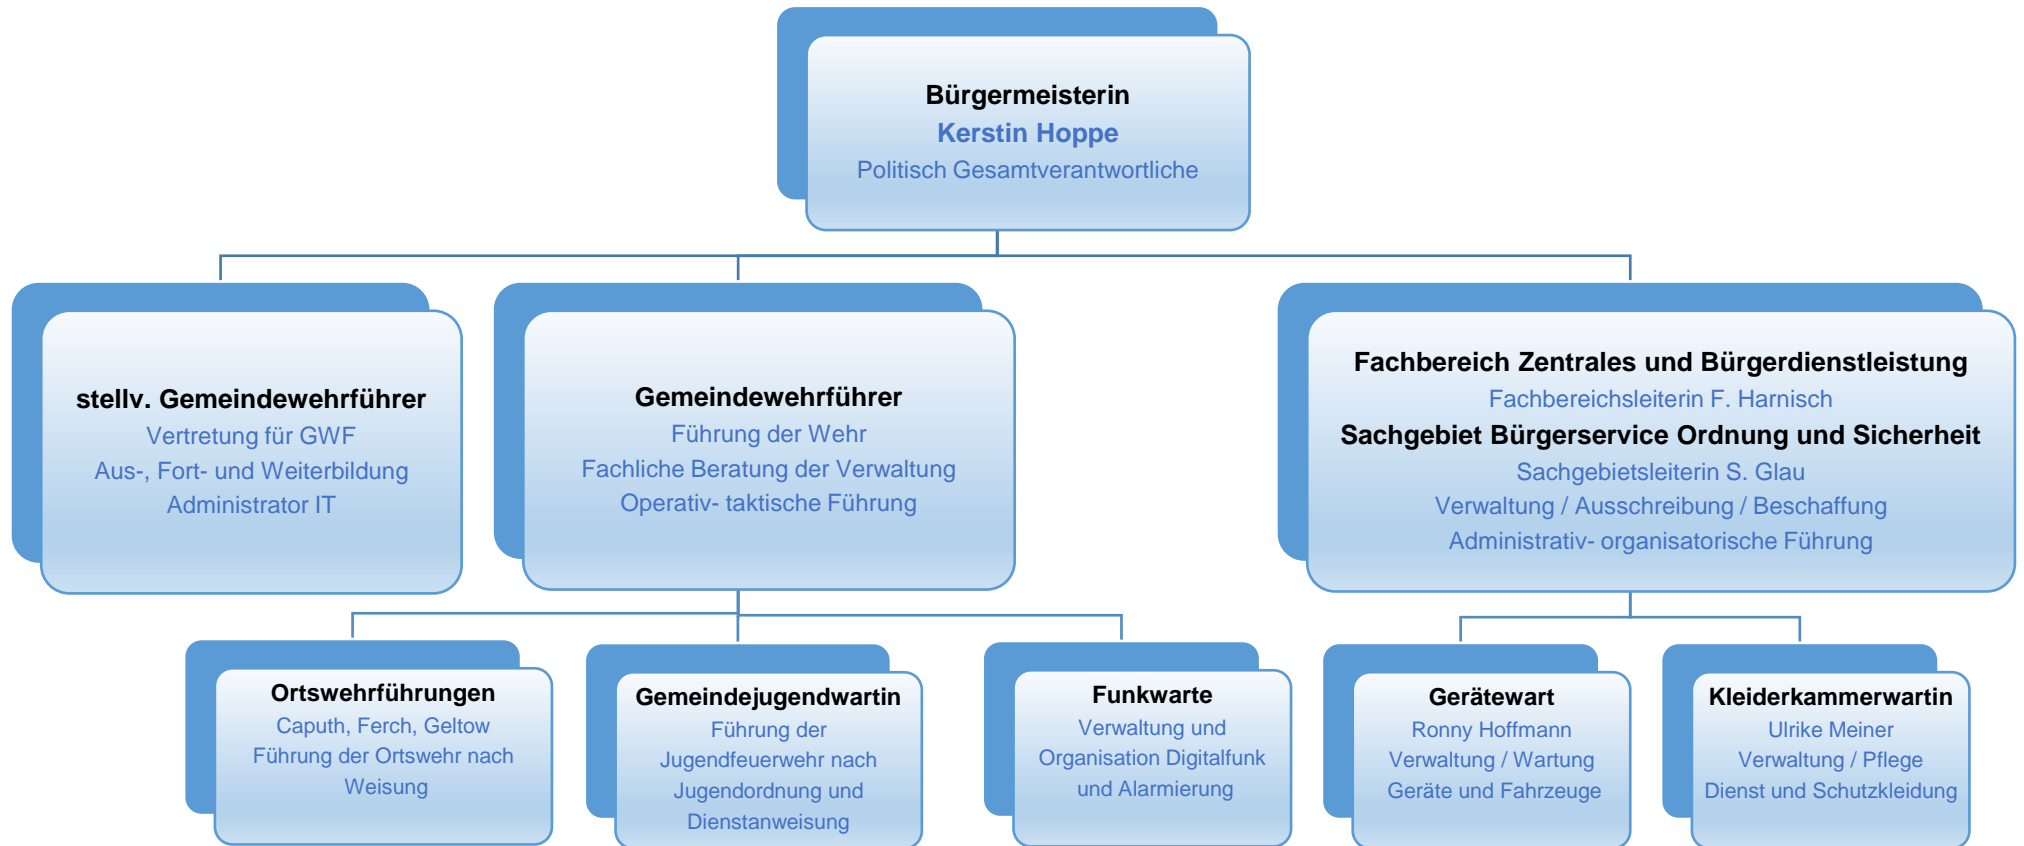 Bürgermeisterin
Kerstin Hoppe
Politisch Gesamtverantwortliche
stellv. Gemeindewehrführer
Vertretung für GWF
Aus-, Fort- und Weiterbildung
Administrator IT
Gemeindewehrführer
Führung der Wehr
Fachliche Beratung der Verwaltung
Operativ- taktische Führung
Fachbereich Zentrales und Bürgerdienstleistung
Fachbereichsleiterin F. Harnisch
Sachgebiet Bürgerservice Ordnung und Sicherheit
Sachgebietsleiterin S. Glau
Verwaltung / Ausschreibung / Beschaffung
Administrativ- organisatorische Führung
Ortswehrführungen
Caputh, Ferch, Geltow
Führung der Ortswehr nach
Weisung
Gemeindejugendwartin
Führung der
Jugendfeuerwehr nach
Jugendordnung und
Dienstanweisung
Funkwarte
Verwaltung und
Organisation Digitalfunk
und Alarmierung
Gerätewart
Ronny Hoffmann
Verwaltung / Wartung
Geräte und Fahrzeuge
Kleiderkammerwartin
Ulrike Meiner
Verwaltung / Pflege
Dienst und Schutzkleidung